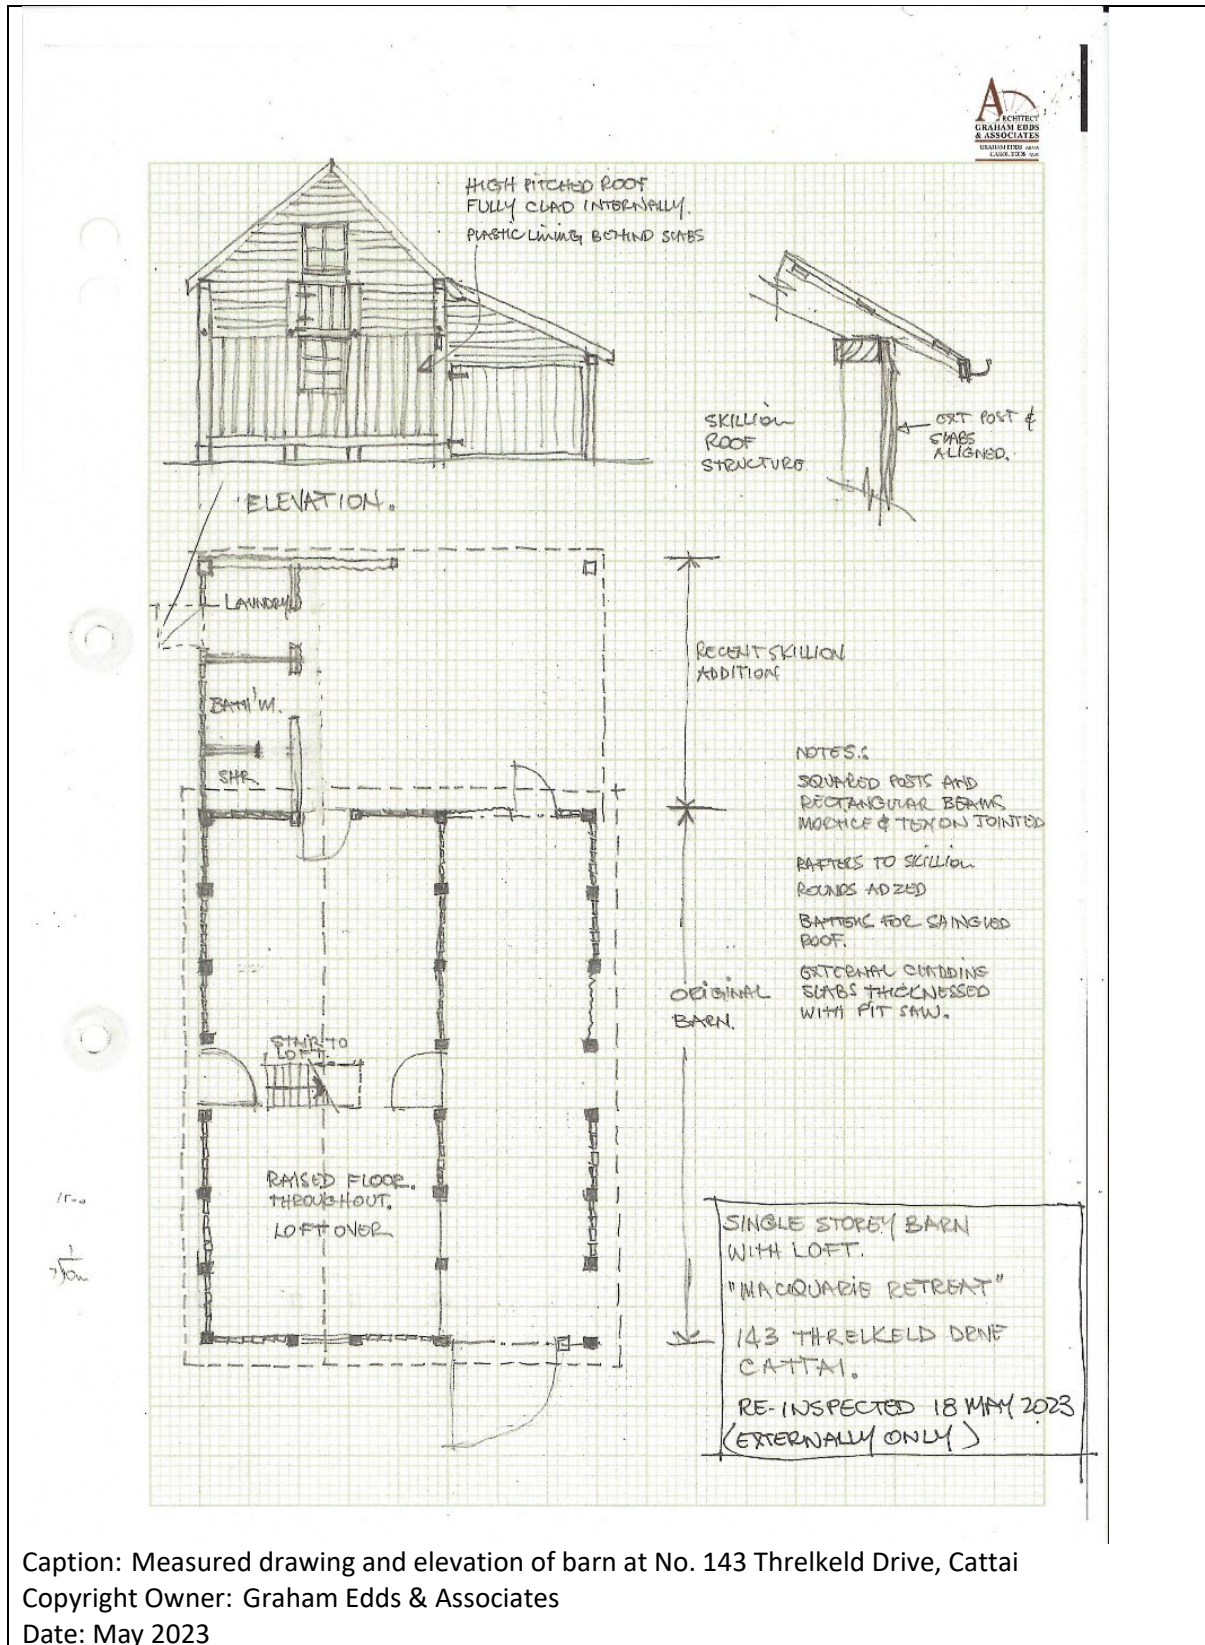 ARCHITECT
GRAHAM EDDS
& ASSOCIATES
GRAHAM EDDS
CAROL EDDS
HIGH PITCHED ROOF
FULLY CLAD INTERNALLY.
PLASTIC LINING BEHIND SLABS
SKILLION
ROOF
STRUCTURE
EXT POST &
SLABS
ALIGNED.
ELEVATION.
LAUNDRY
BATH'M.
SHR
RECENT SKILLION
ADDITION
NOTES:
SQUARED POSTS AND
RECTANGULAR BEAMS
MORTICE & TENON JOINTED
RAFTERS TO SKILLION
ROUNDS ADZED
BATTENS FOR SHINGLED
ROOF.
EXTERNAL CLADDING
SLABS THICKNESSED
WITH PIT SAW.
ORIGINAL
BARN.
STAIR TO
LOFT.
RAISED FLOOR.
THROUGHOUT.
LOFT OVER
SINGLE STOREY BARN
WITH LOFT.
"MACQUARIE RETREAT"
143 THRELKELD DRIVE
CATTAI.
RE-INSPECTED 18 MAY 2023
(EXTERNALLY ONLY)
Caption: Measured drawing and elevation of barn at No. 143 Threlkeld Drive, Cattai
Copyright Owner: Graham Edds & Associates
Date: May 2023